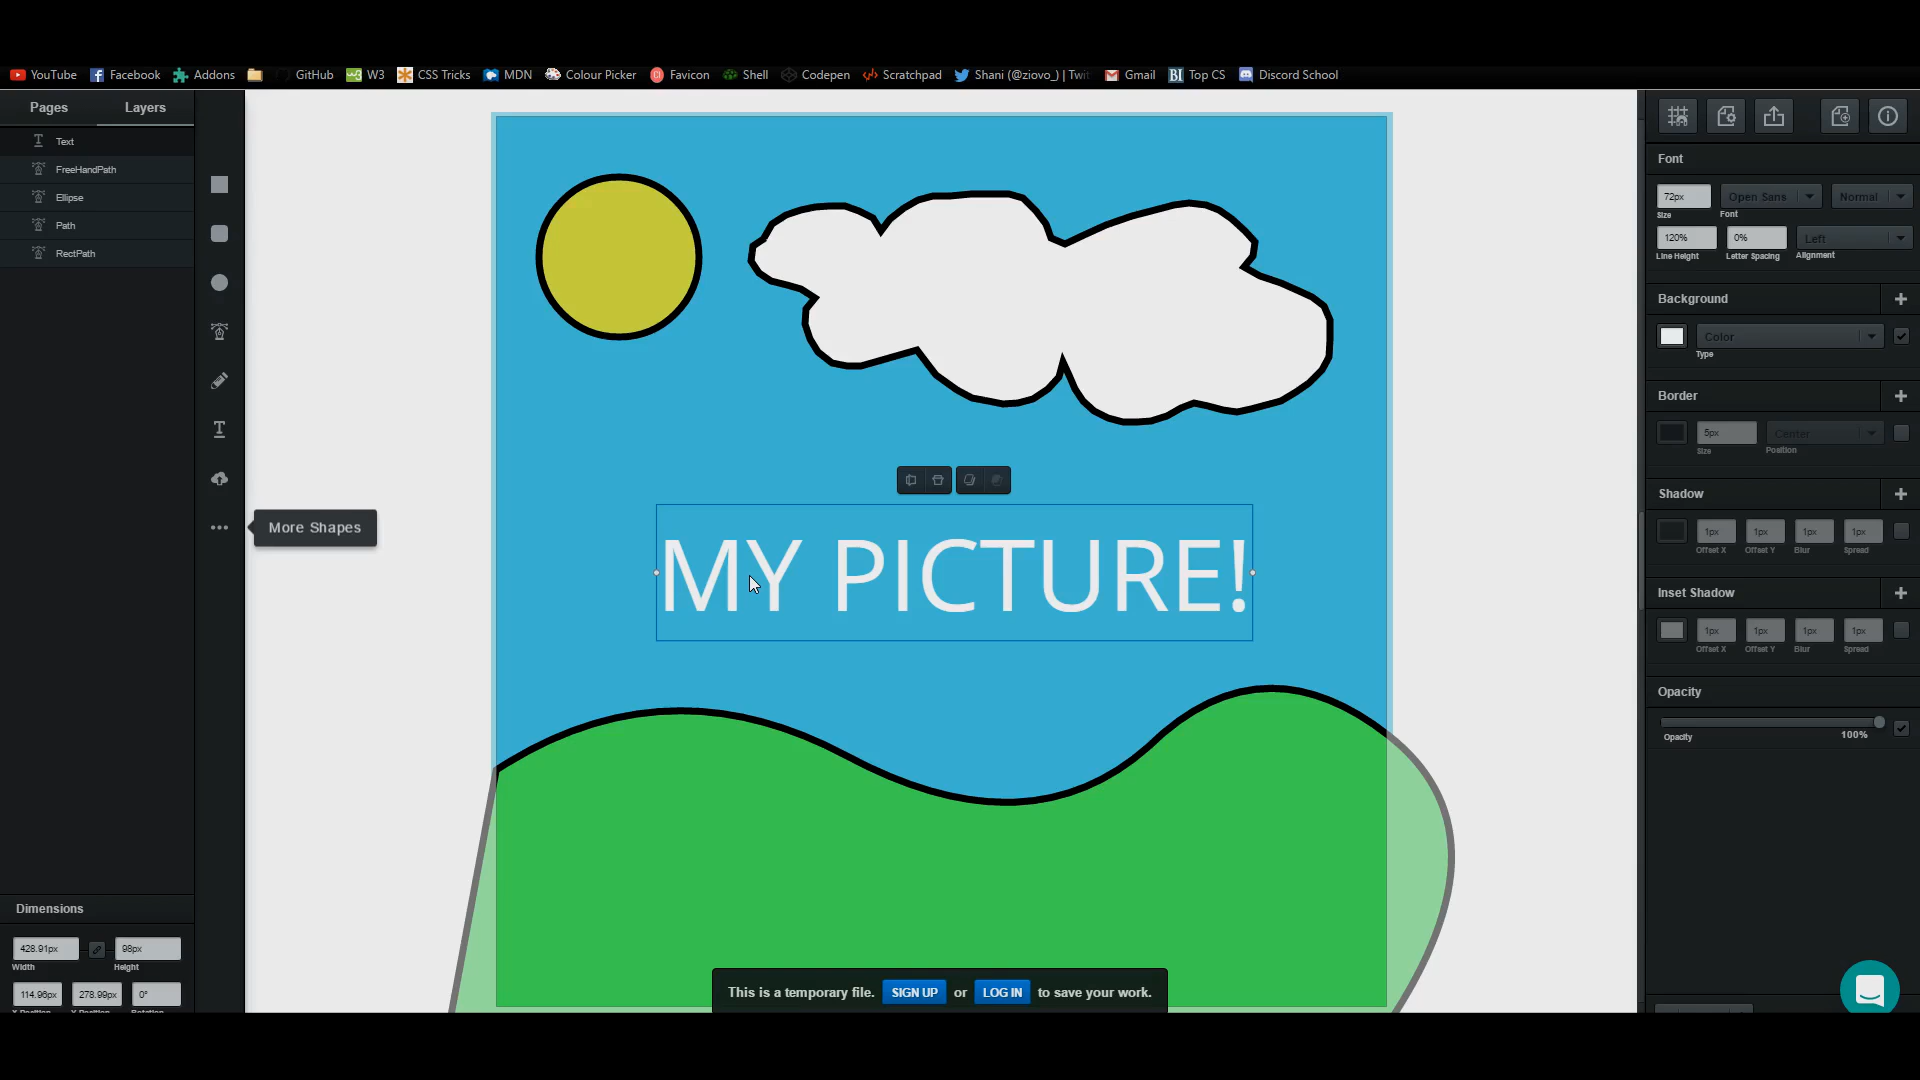 YouTube Facebook Addons GitHub W3 CSS Tricks MDN Colour Picker Favicon Shell Codepen Scratchpad Shani (@ziovo_) | Twit Gmail Top CS Discord School
Pages Layers
Text
FreeHandPath
Ellipse
Path
RectPath
More Shapes
MY PICTURE!
Dimensions
428.91px 98px
Width Height
114.96px 278.99px 0°
X Position Y Position Rotation
This is a temporary file. SIGN UP or LOG IN to save your work.
Font
72px Open Sans Normal
Size Font
120% 0% Left
Line Height Letter Spacing Alignment
Background
Color
Type
Border
5px Center
Size Position
Shadow
1px 1px 1px 1px
Offset X Offset Y Blur Spread
Inset Shadow
1px 1px 1px 1px
Offset X Offset Y Blur Spread
Opacity
Opacity 100%